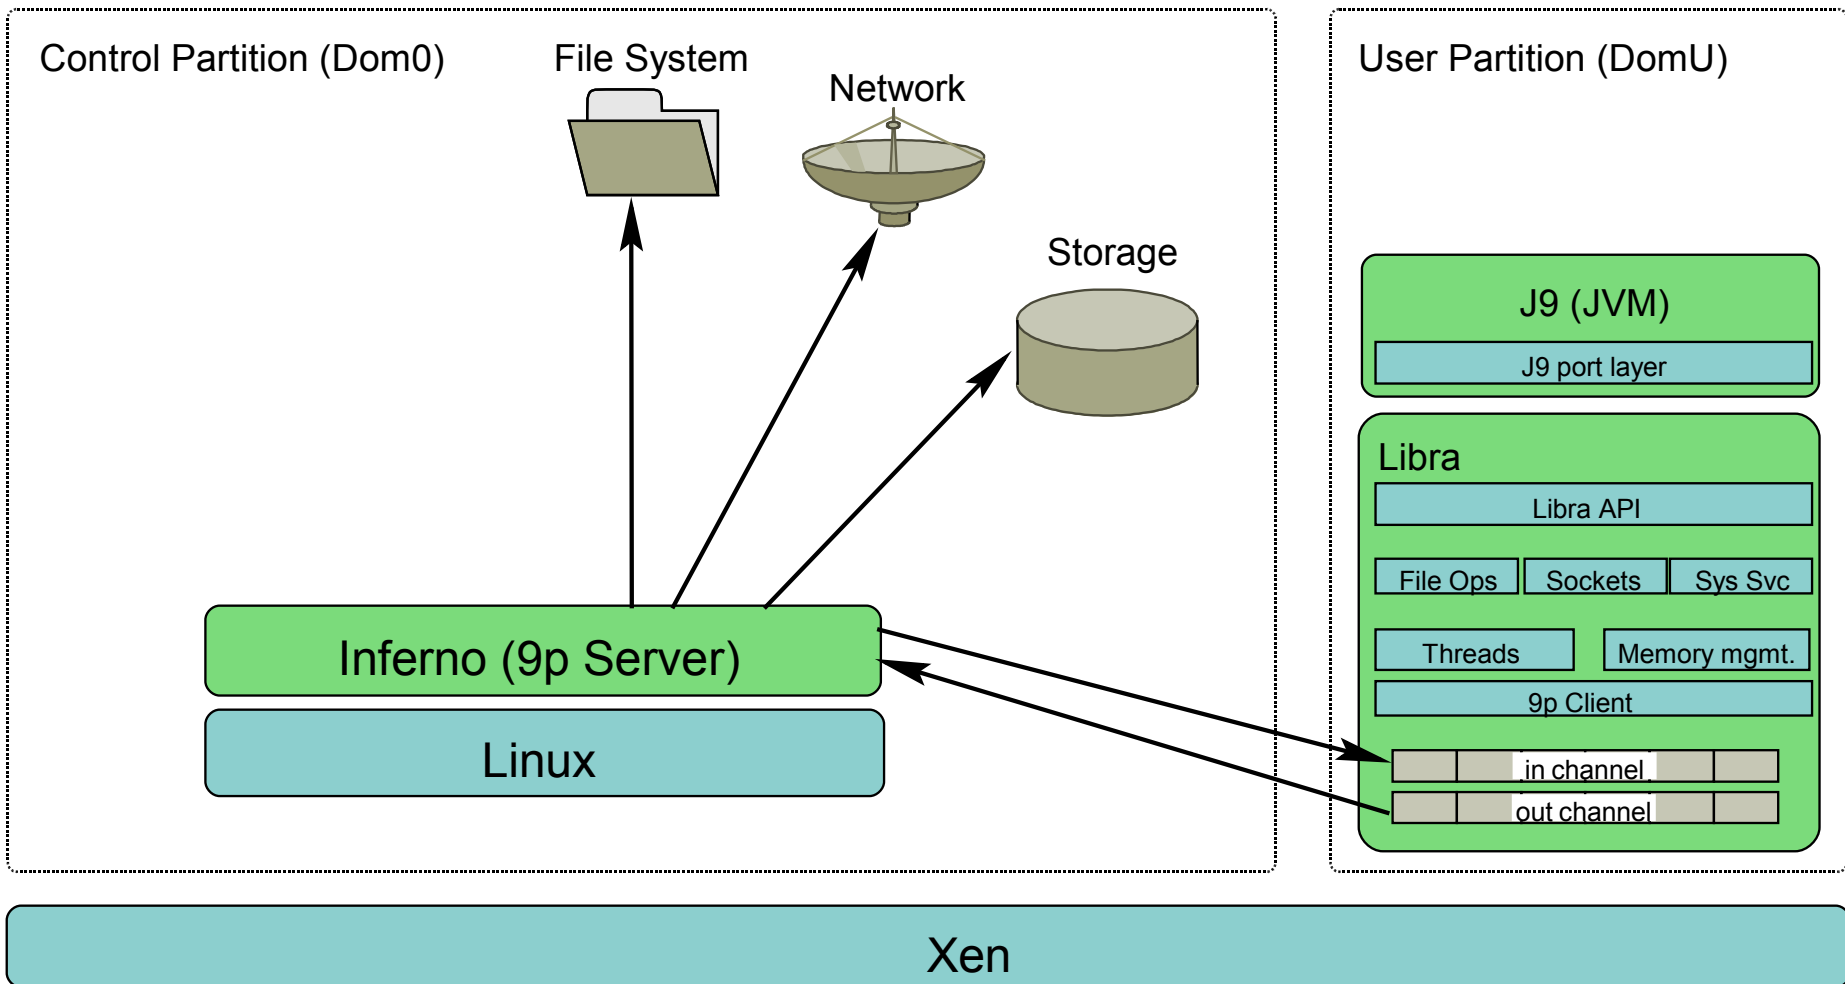 Control Partition (Dom0)
File System
Network
Storage
Inferno (9p Server)
Linux
User Partition (DomU)
J9 (JVM)
J9 port layer
Libra
Libra API
File Ops
Sockets
Sys Svc
Threads
Memory mgmt.
9p Client
in channel
out channel
Xen